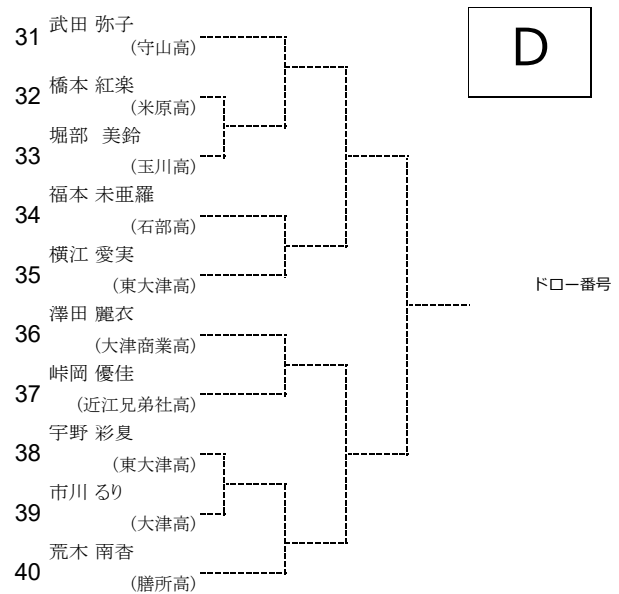 D
31 武田 弥子
(守山高)
32 橋本 紅楽
(米原高)
33 堀部 美鈴
(玉川高)
34 福本 未亜羅
(石部高)
35 横江 愛実
(東大津高)
36 澤田 麗衣
(大津商業高)
37 峠岡 優佳
(近江兄弟社高)
38 宇野 彩夏
(東大津高)
39 市川 るり
(大津高)
40 荒木 南香
(膳所高)
ドロー番号